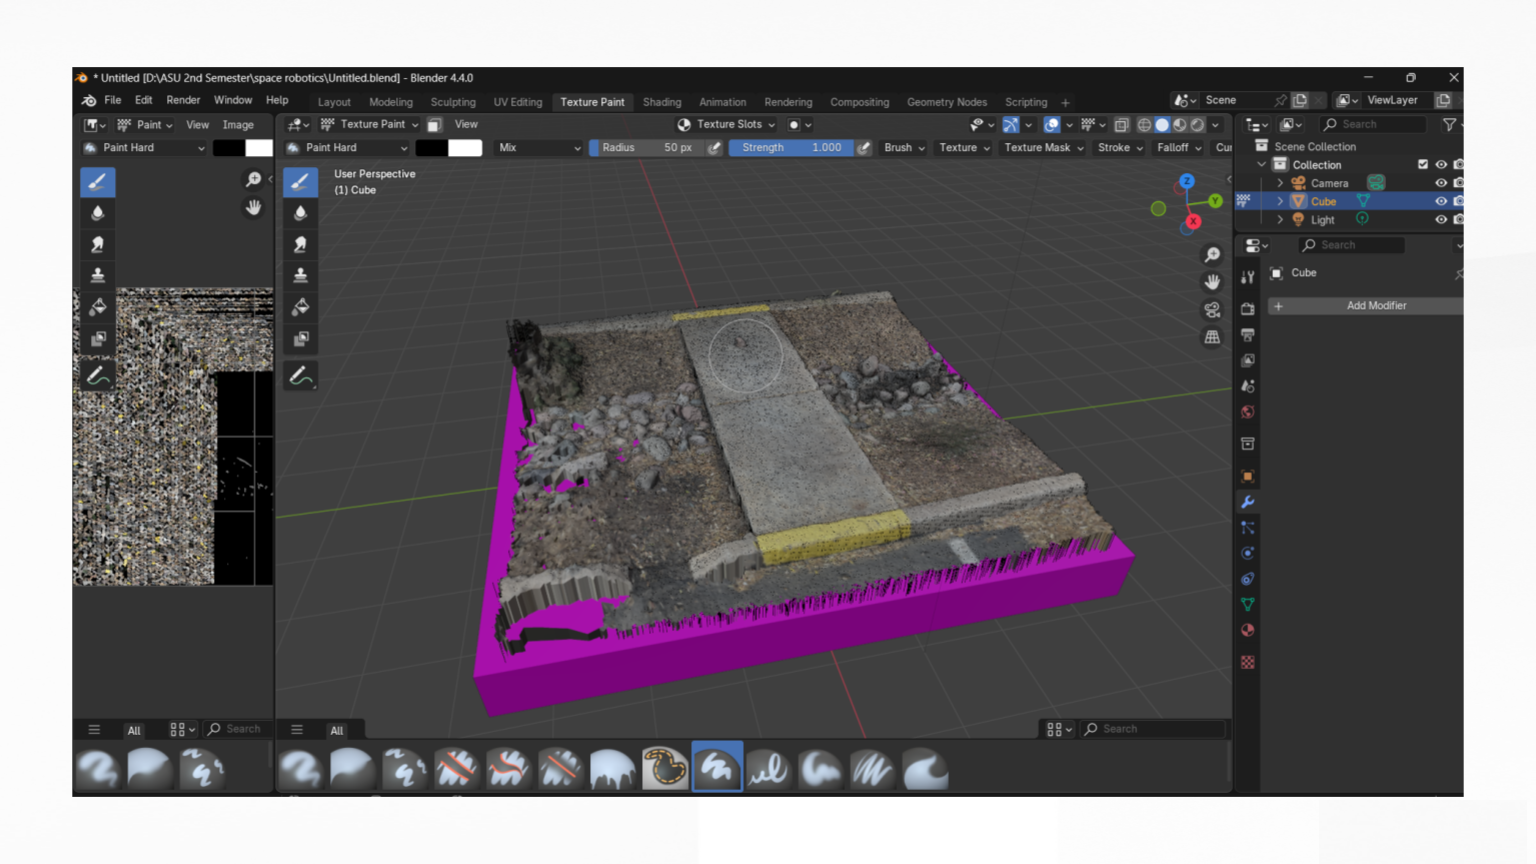 * Untitled [D:\ASU 2nd Semester\space robotics\Untitled.blend] - Blender 4.4.0
File Edit Render Window Help Layout Modeling Sculpting UV Editing Texture Paint Shading Animation Rendering Compositing Geometry Nodes Scripting + Scene ViewLayer
Paint View Image Texture Paint View Texture Slots Search
Paint Hard Paint Hard Mix Radius 50 px Strength 1.000 Brush Texture Texture Mask Stroke Falloff Cur
Scene Collection
Collection
Camera
Cube
Light
User Perspective
(1) Cube
Z
Y
X
Search
Cube
+ Add Modifier
All Search All Search